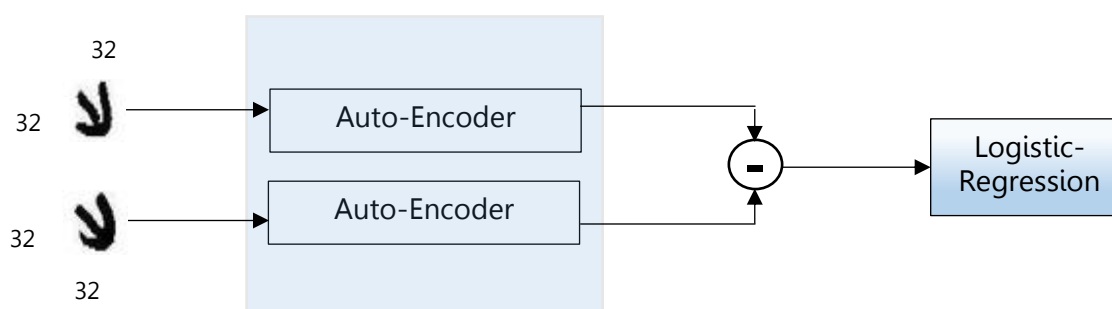 32
32
Auto-Encoder
-
Logistic-
Regression
Auto-Encoder
32
32